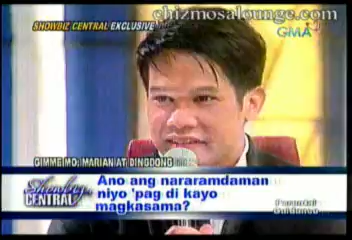 chizmosalounge.com
SHOWBIZ CENTRAL EXCLUSIVE
GMA
GIMME MO: MARIAN AT DINGDONG
Showbiz
CENTRAL
Ano ang nararamdaman
niyo 'pag di kayo
magkasama?
Parental
Guidance